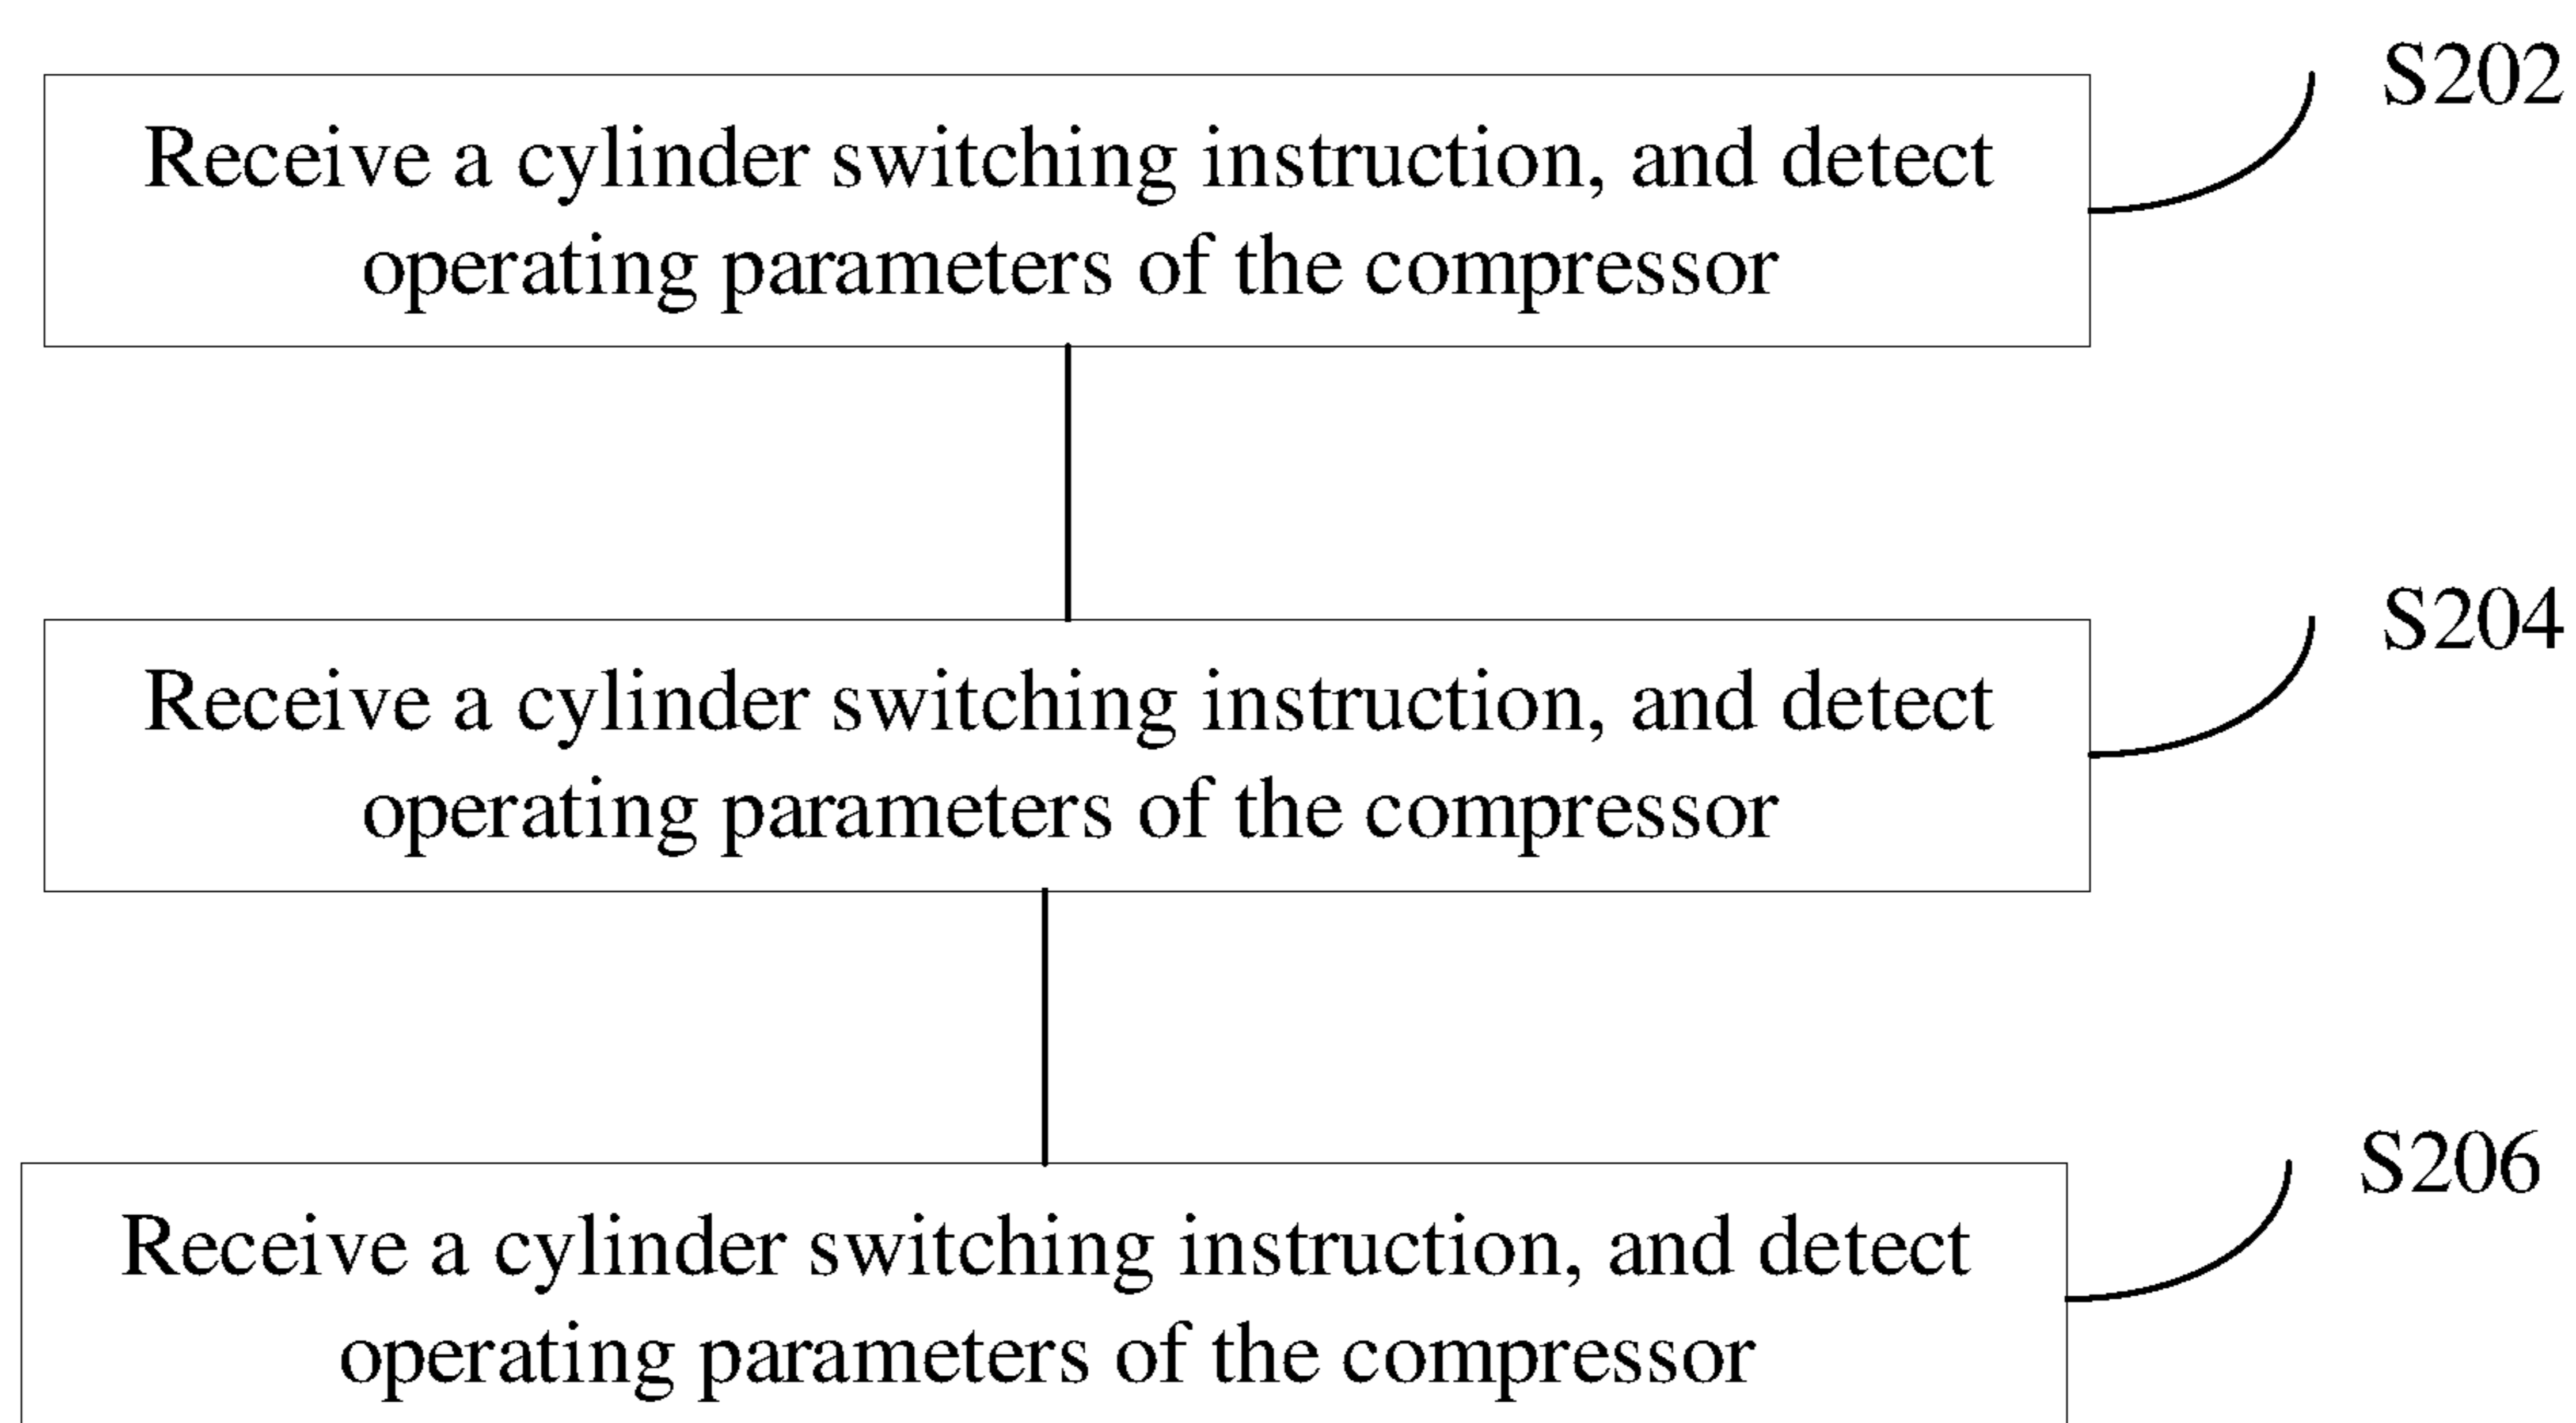 S202
Receive a cylinder switching instruction, and detect
operating parameters of the compressor
S204
Receive a cylinder switching instruction, and detect
operating parameters of the compressor
S206
Receive a cylinder switching instruction, and detect
operating parameters of the compressor